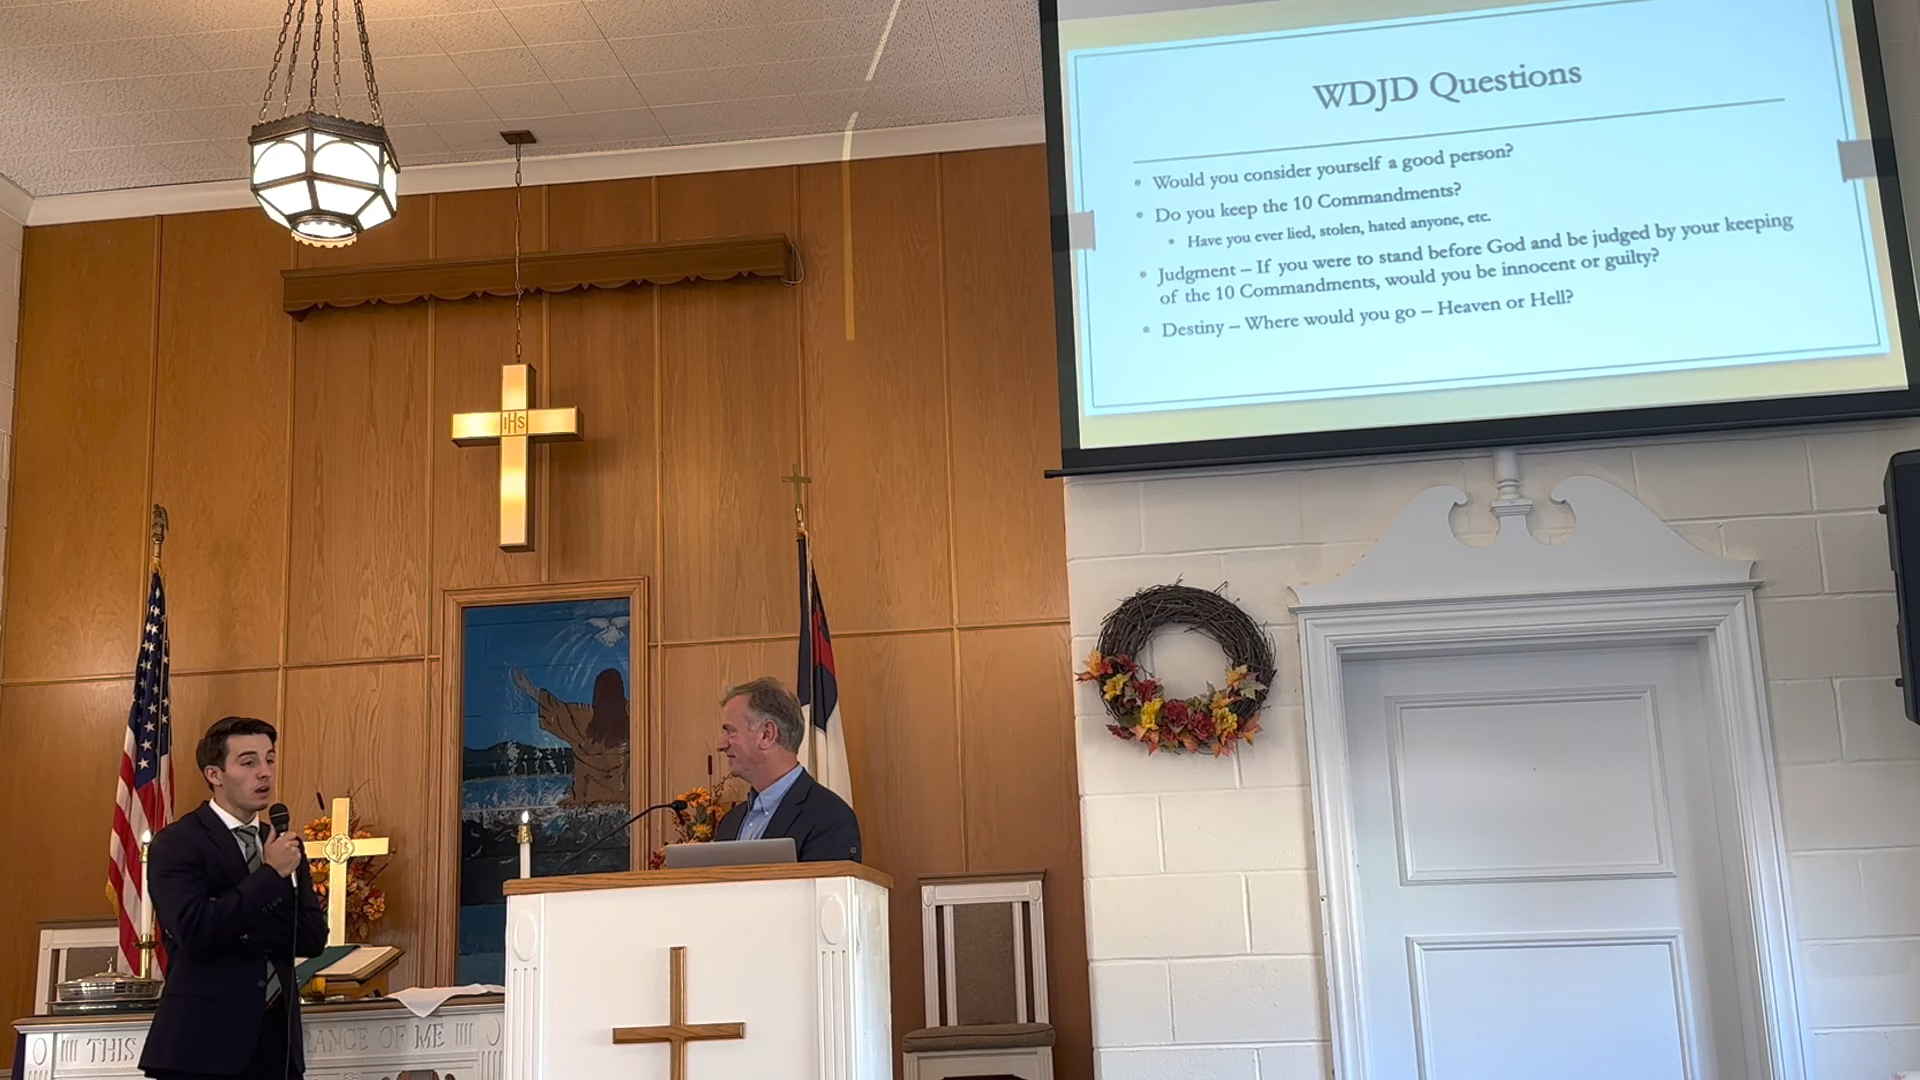 WDJD Questions
• Would you consider yourself a good person?
• Do you keep the 10 Commandments?
• Have you ever lied, stolen, hated anyone, etc.
• Judgment – If you were to stand before God and be judged by your keeping
of the 10 Commandments, would you be innocent or guilty?
• Destiny – Where would you go – Heaven or Hell?
IHS
IHS
THIS RANCE OF ME